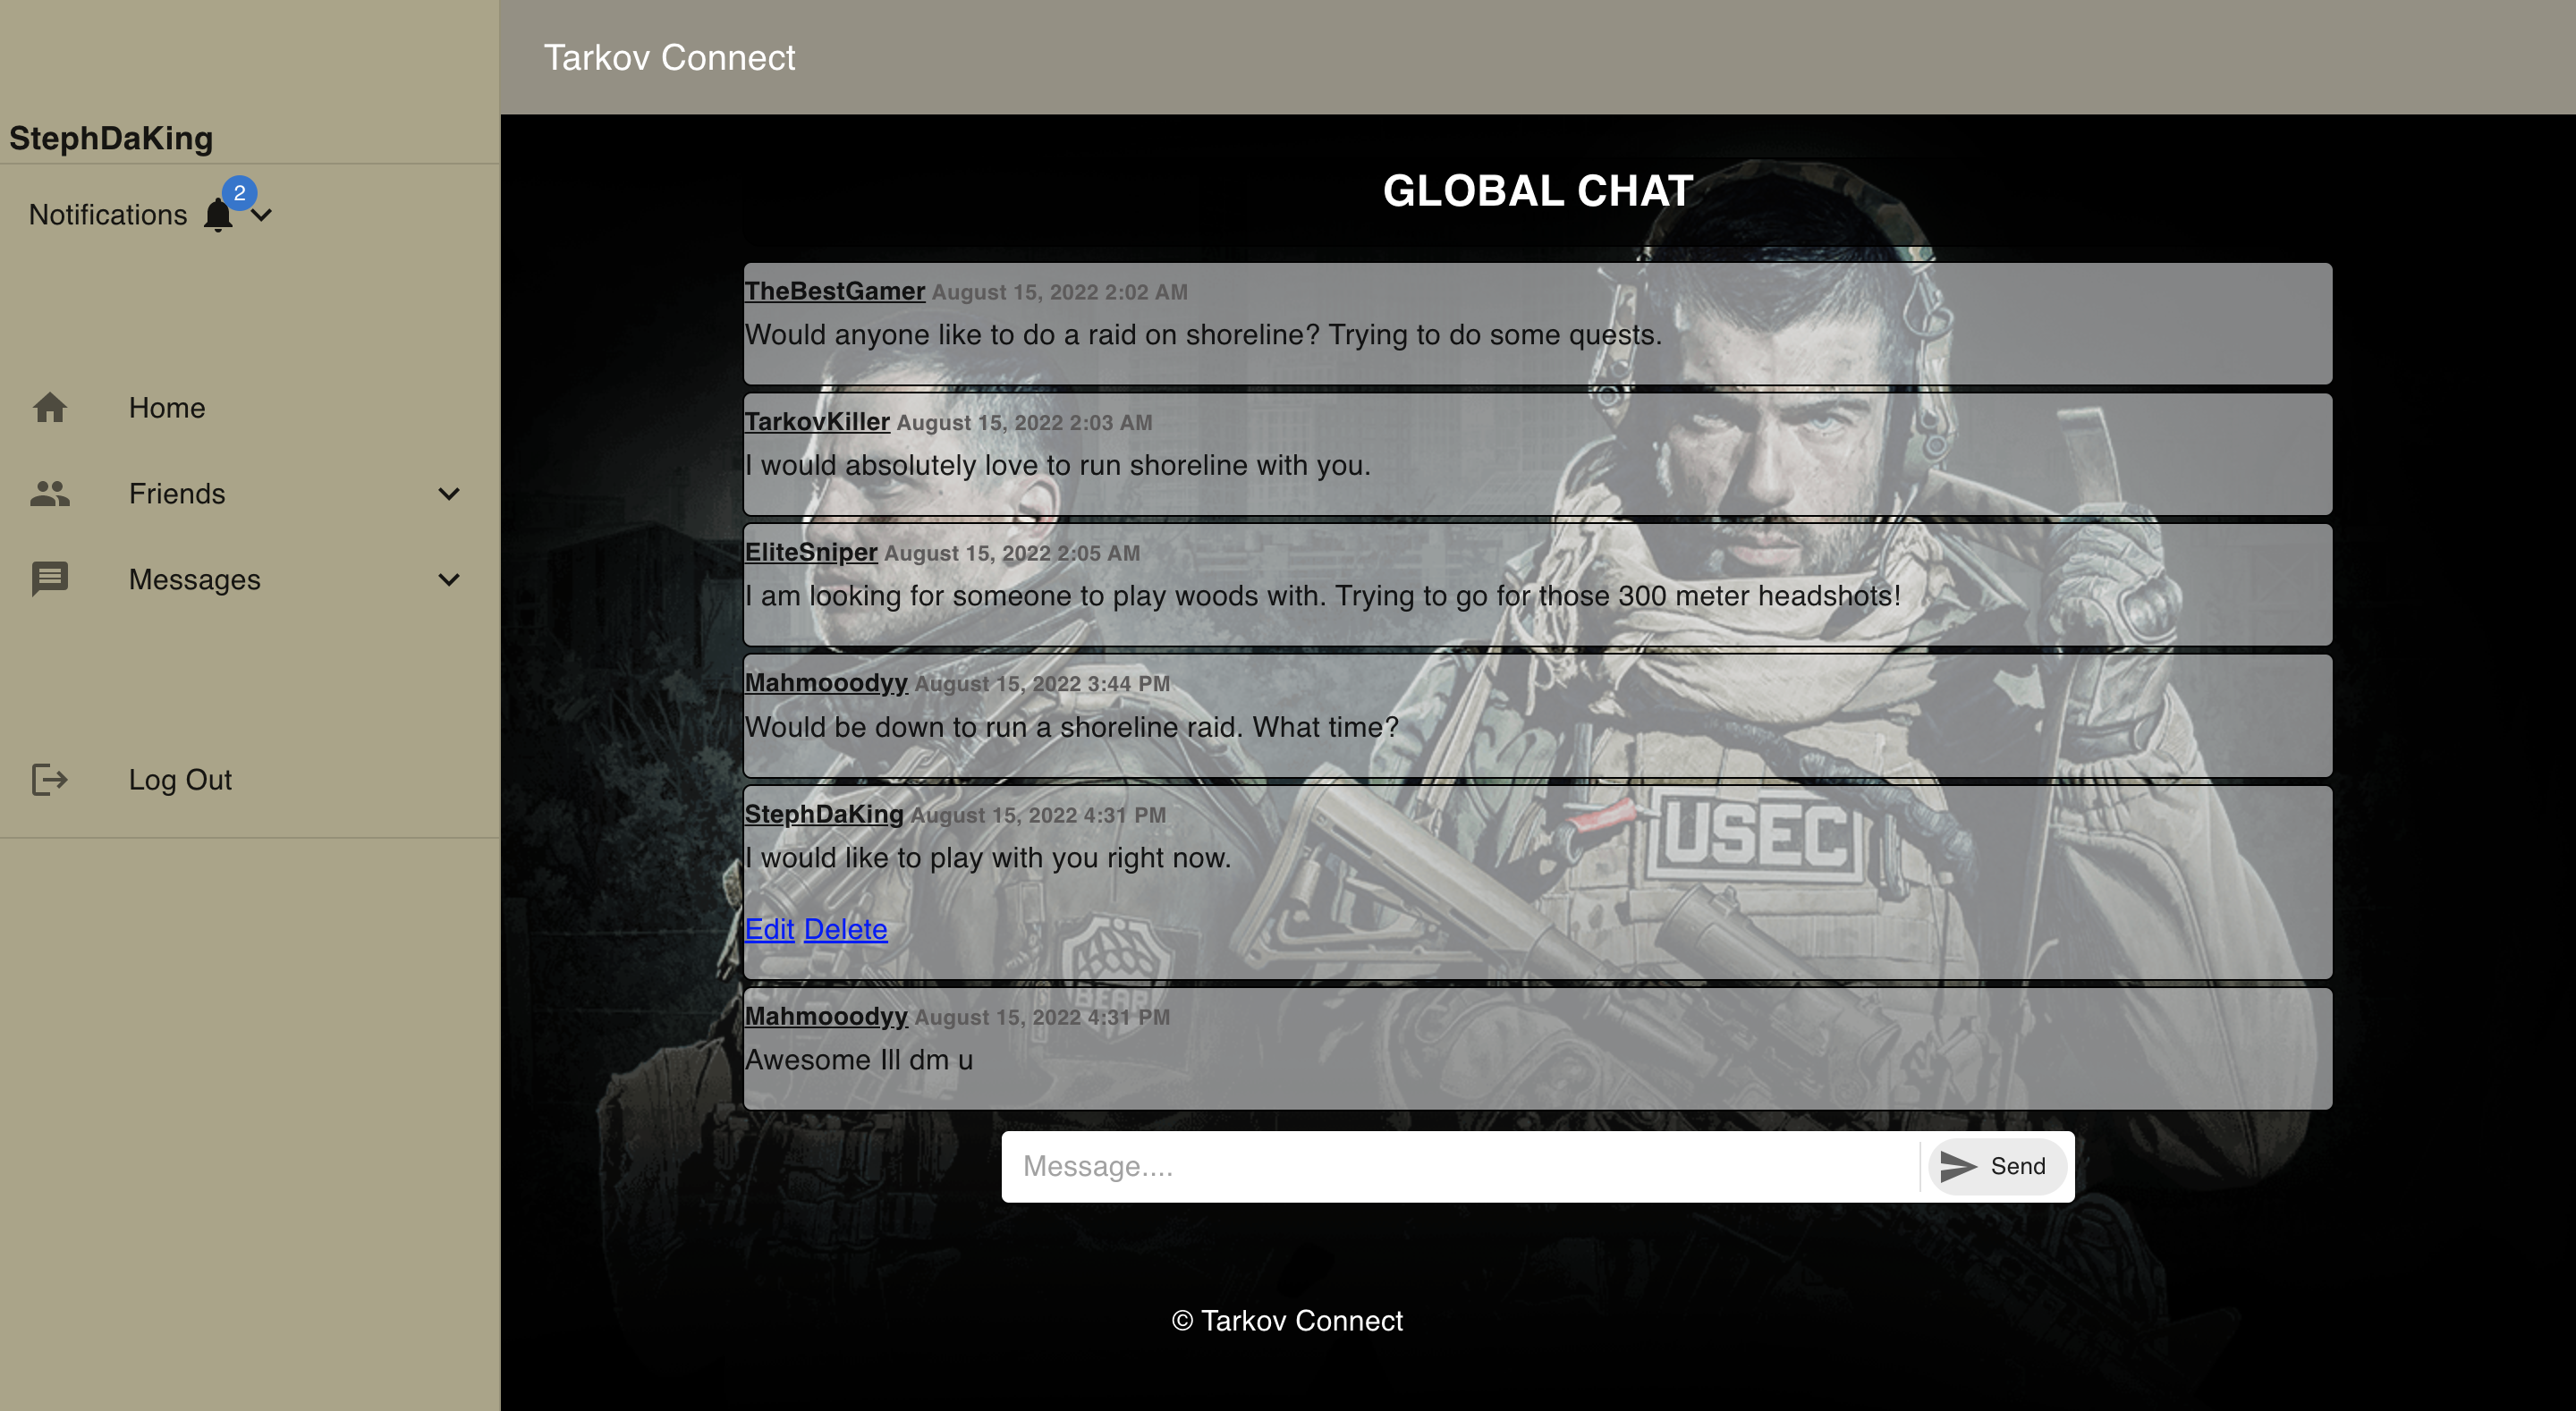 Tarkov Connect
StephDaKing
Notifications 2
Home
Friends
Messages
Log Out
GLOBAL CHAT
TheBestGamer August 15, 2022 2:02 AM
Would anyone like to do a raid on shoreline? Trying to do some quests.
TarkovKiller August 15, 2022 2:03 AM
I would absolutely love to run shoreline with you.
EliteSniper August 15, 2022 2:05 AM
I am looking for someone to play woods with. Trying to go for those 300 meter headshots!
Mahmooodyy August 15, 2022 3:44 PM
Would be down to run a shoreline raid. What time?
StephDaKing August 15, 2022 4:31 PM
I would like to play with you right now.
Edit Delete
USEC
BEAR
Mahmooodyy August 15, 2022 4:31 PM
Awesome Ill dm u
Message....
Send
© Tarkov Connect